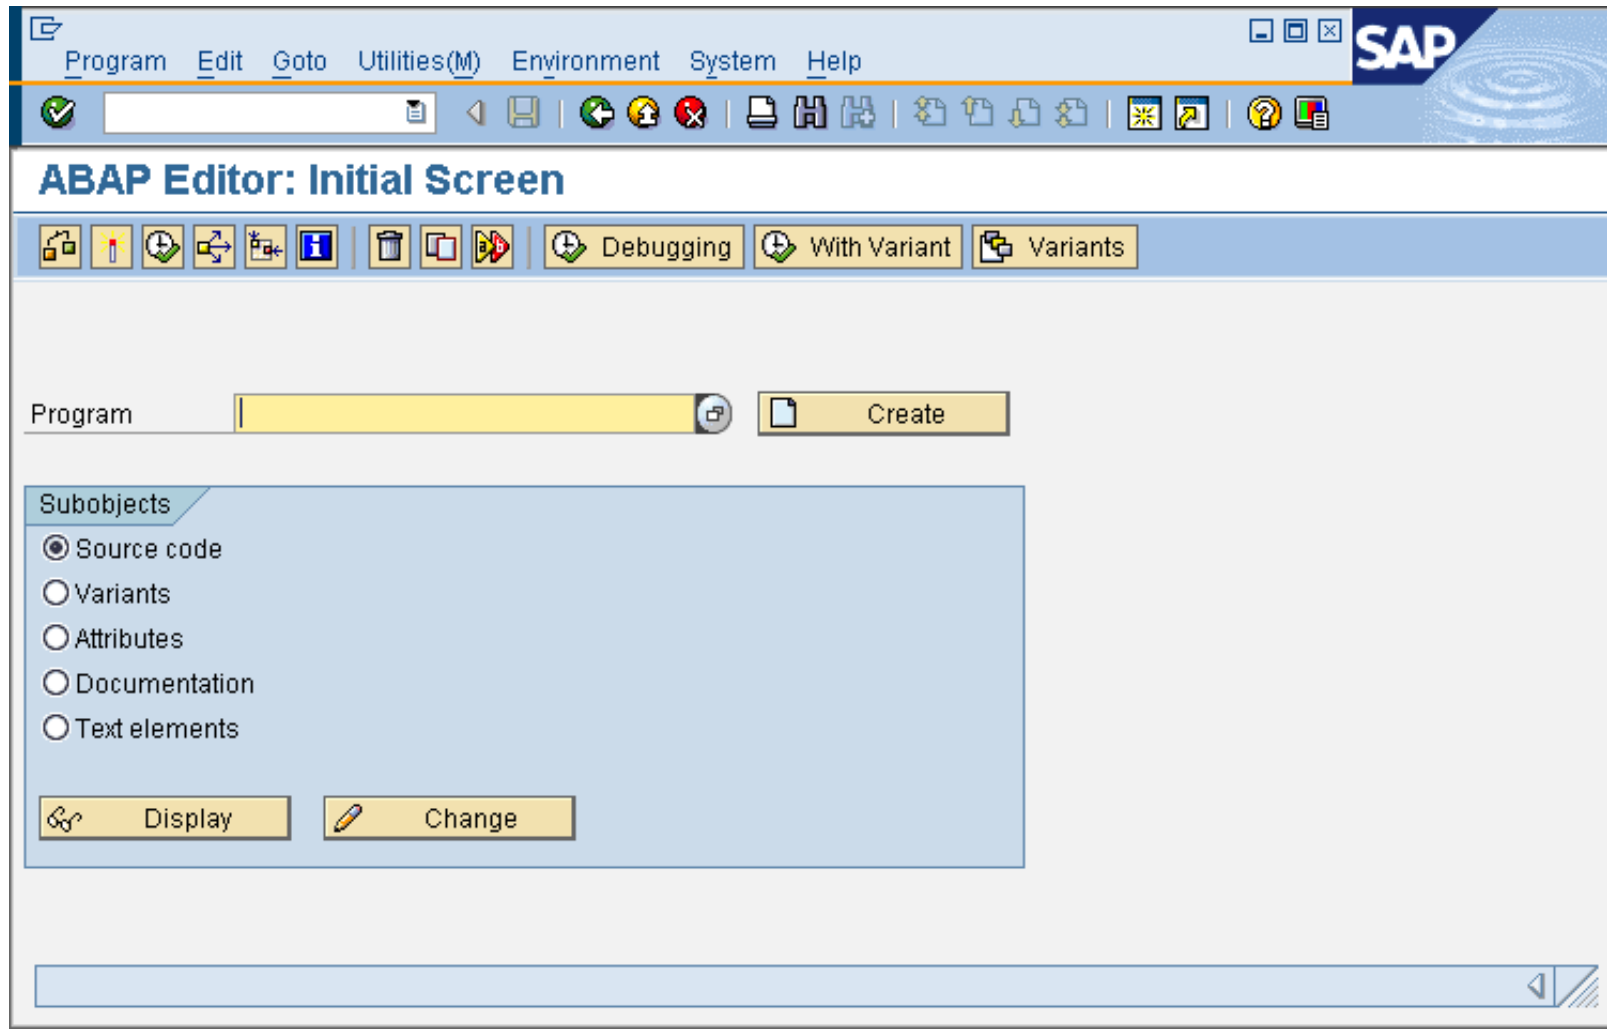 Program Edit Goto Utilities(M) Environment System Help
SAP
ABAP Editor: Initial Screen
Debugging With Variant Variants
Program Create
Subobjects
Source code
Variants
Attributes
Documentation
Text elements
Display Change